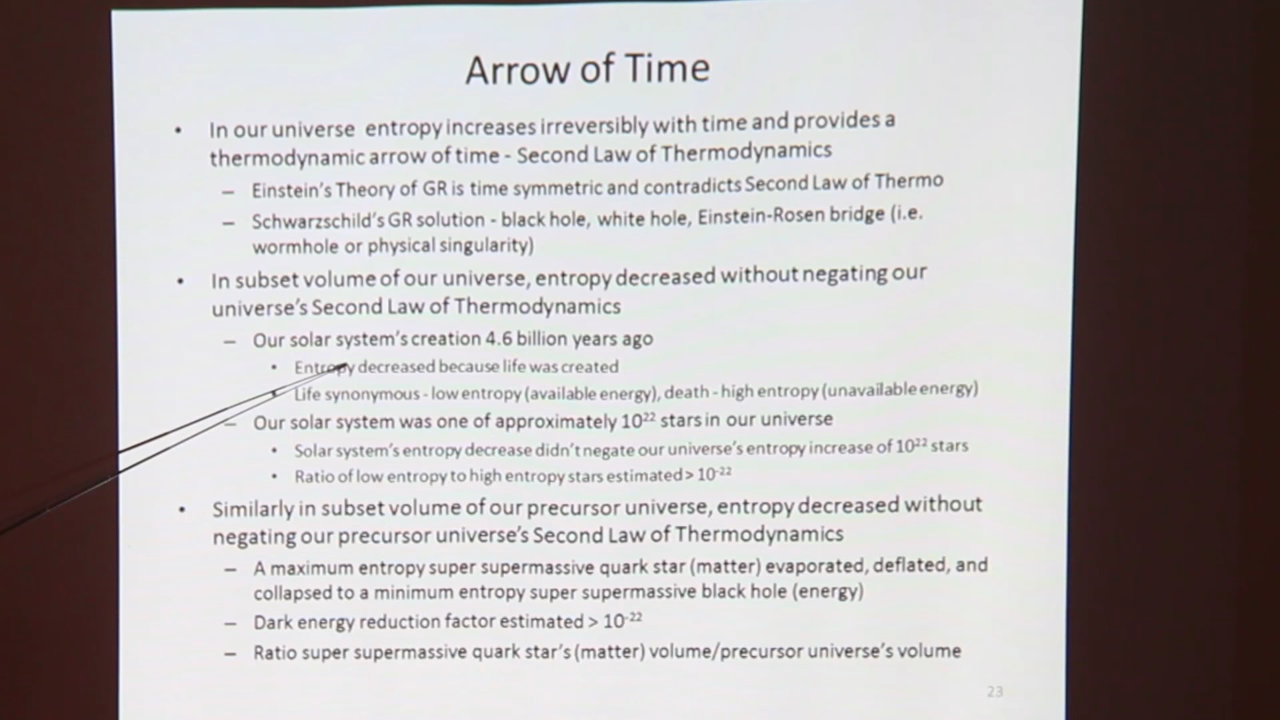 Arrow of Time
• In our universe entropy increases irreversibly with time and provides a
thermodynamic arrow of time - Second Law of Thermodynamics
– Einstein's Theory of GR is time symmetric and contradicts Second Law of Thermo
– Schwarzschild's GR solution - black hole, white hole, Einstein-Rosen bridge (i.e.
wormhole or physical singularity)
• In subset volume of our universe, entropy decreased without negating our
universe's Second Law of Thermodynamics
– Our solar system's creation 4.6 billion years ago
• Entropy decreased because life was created
• Life synonymous - low entropy (available energy), death - high entropy (unavailable energy)
– Our solar system was one of approximately 10²² stars in our universe
• Solar system's entropy decrease didn't negate our universe's entropy increase of 10²² stars
• Ratio of low entropy to high entropy stars estimated > 10⁻²²
• Similarly in subset volume of our precursor universe, entropy decreased without
negating our precursor universe's Second Law of Thermodynamics
– A maximum entropy super supermassive quark star (matter) evaporated, deflated, and
collapsed to a minimum entropy super supermassive black hole (energy)
– Dark energy reduction factor estimated > 10⁻²²
– Ratio super supermassive quark star's (matter) volume/precursor universe's volume
23